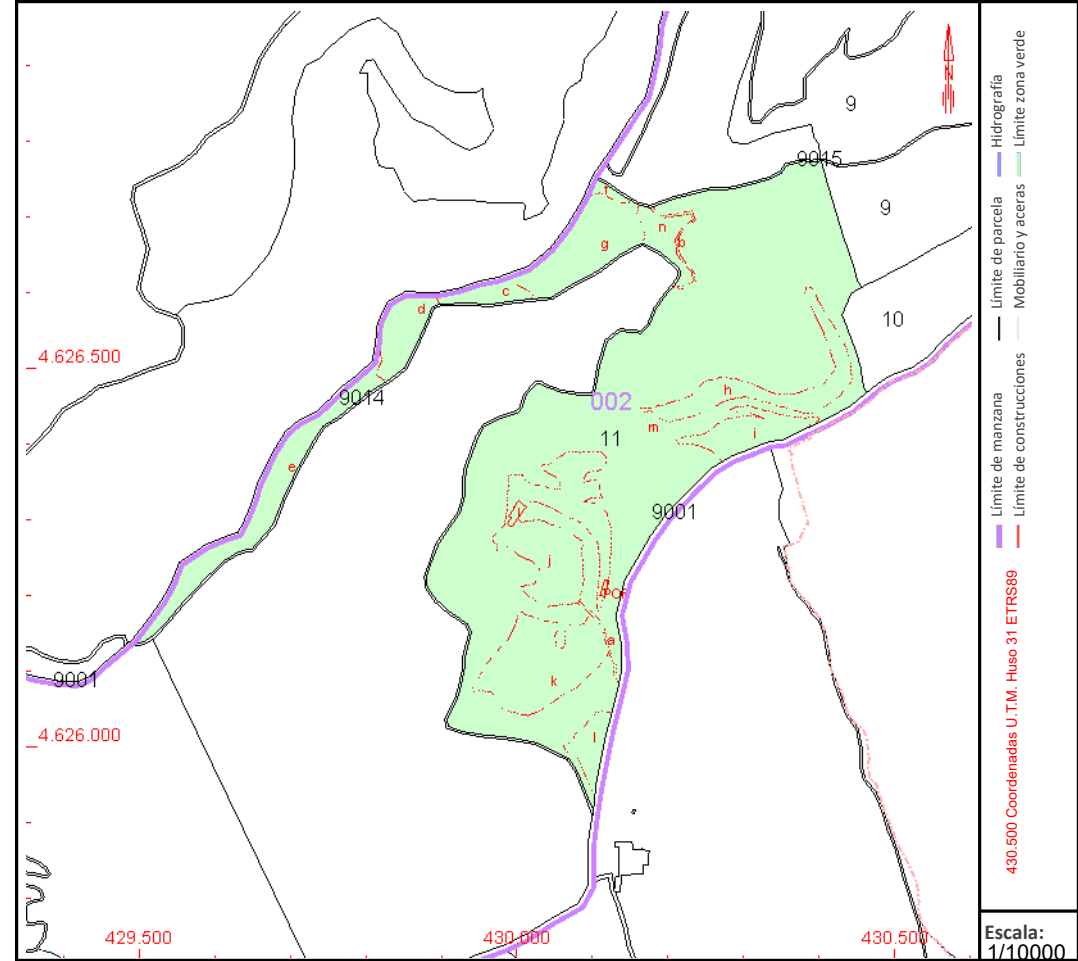 9
9015
f
9
n
b
g
c
d
10
4.626.500
h
9014
002
m
i
11
e
9001
j
a
9001
k
4.626.000
l
429.500
430.000
430.500
N
Límite de manzana
Límite de parcela
Hidrografía
Límite de construcciones
Mobiliario y aceras
Límite zona verde
430.500 Coordenadas U.T.M. Huso 31 ETRS89
Escala:
1/10000